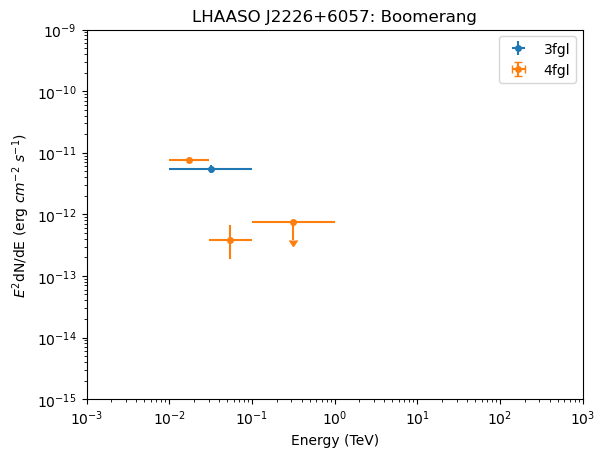 LHAASO J2226+6057: Boomerang
3fgl
4fgl
E²dN/dE (erg cm⁻² s⁻¹)
10⁻⁹
10⁻¹⁰
10⁻¹¹
10⁻¹²
10⁻¹³
10⁻¹⁴
10⁻¹⁵
10⁻³ 10⁻² 10⁻¹ 10⁰ 10¹ 10² 10³
Energy (TeV)